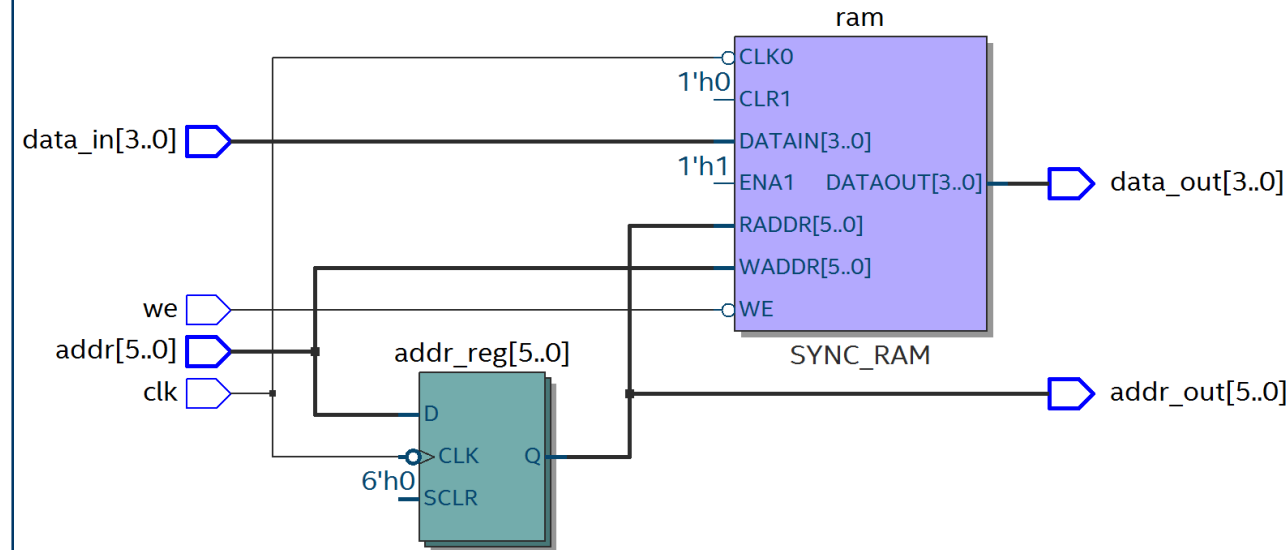 ram
CLK0
1'h0
CLR1
data_in[3..0]
DATAIN[3..0]
1'h1
ENA1 DATAOUT[3..0]
data_out[3..0]
RADDR[5..0]
WADDR[5..0]
we
WE
addr[5..0]
addr_reg[5..0]
SYNC_RAM
clk
addr_out[5..0]
D
CLK Q
6'h0
SCLR